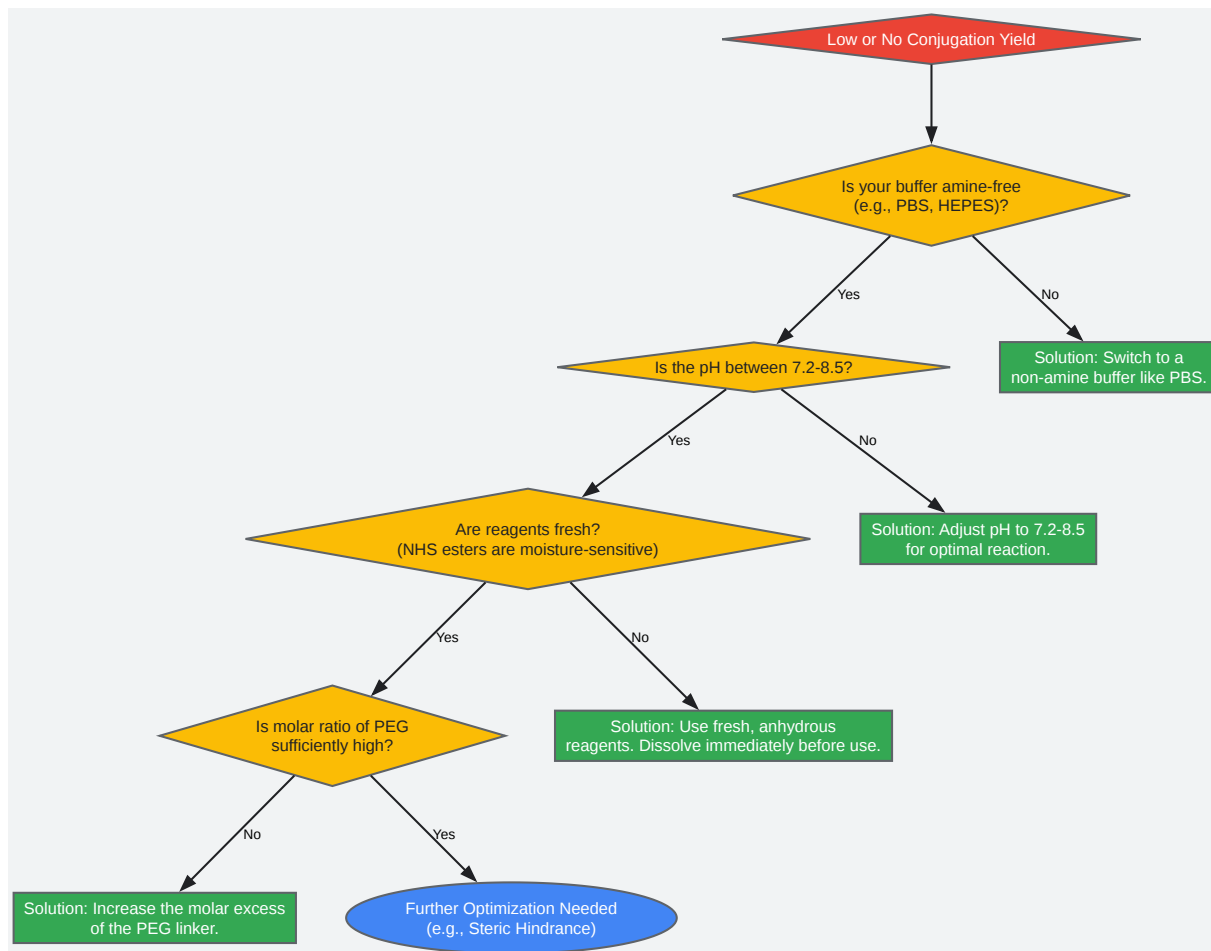 Low or No Conjugation Yield
Is your buffer amine-free
(e.g., PBS, HEPES)?
Yes
No
Is the pH between 7.2-8.5?
Solution: Switch to a
non-amine buffer like PBS.
Yes
No
Are reagents fresh?
(NHS esters are moisture-sensitive)
Solution: Adjust pH to 7.2-8.5
for optimal reaction.
Yes
No
Is molar ratio of PEG
sufficiently high?
Solution: Use fresh, anhydrous
reagents. Dissolve immediately before use.
No
Yes
Solution: Increase the molar excess
of the PEG linker.
Further Optimization Needed
(e.g., Steric Hindrance)